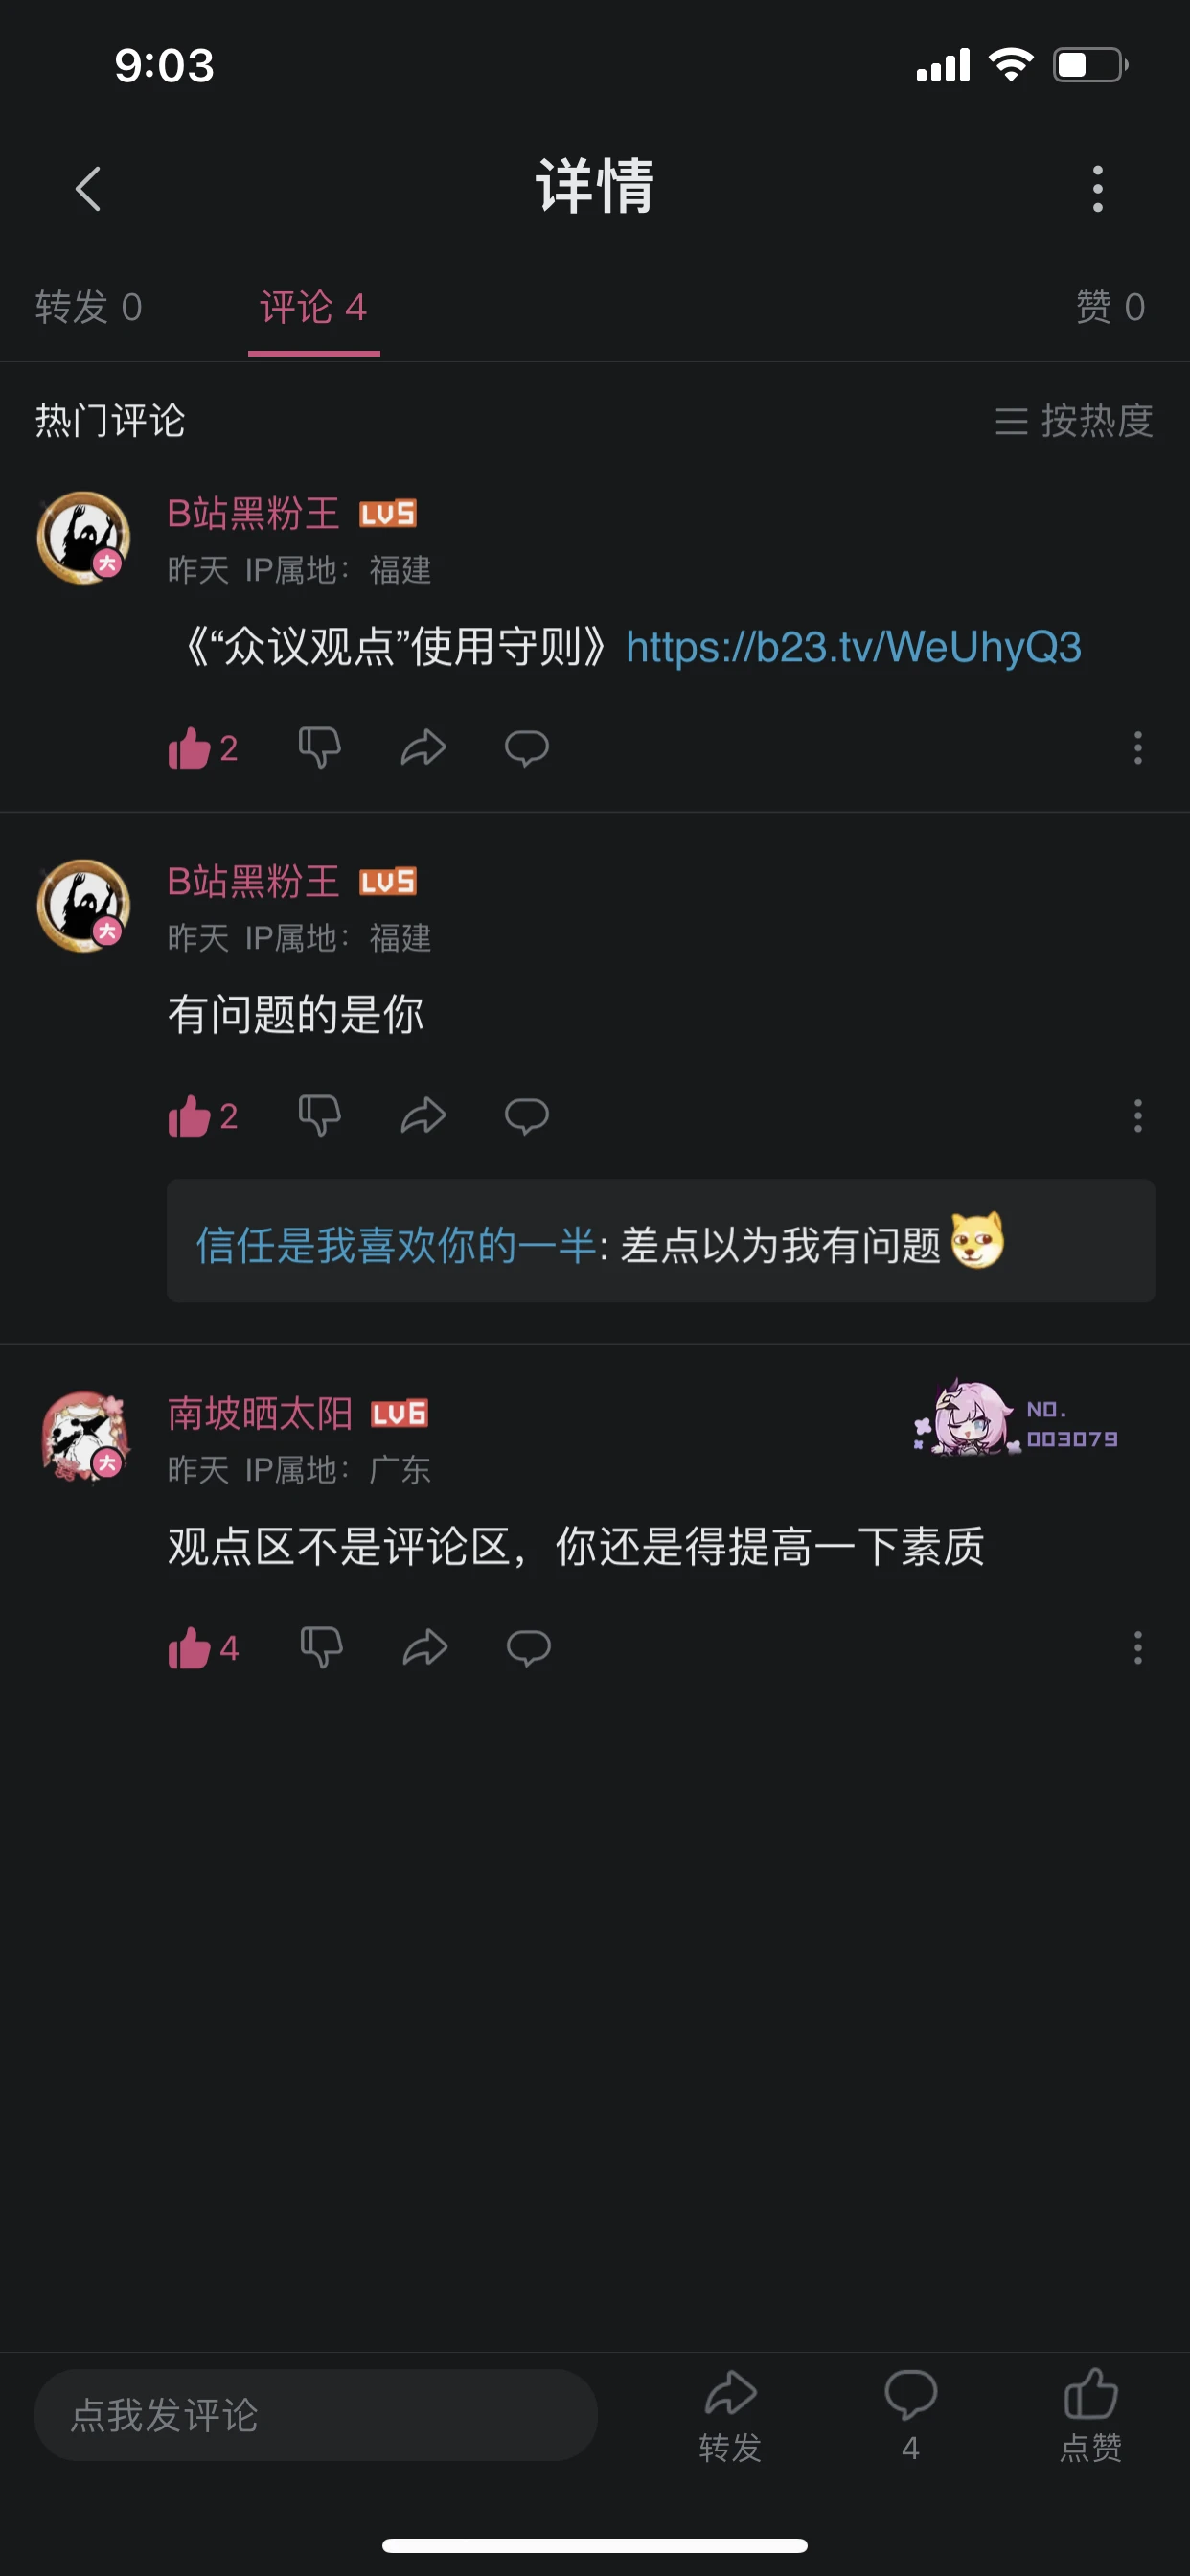 9:03
详情
转发 0
评论 4
赞 0
热门评论
按热度
B站黑粉王 LV5
大
昨天 IP属地：福建
《“众议观点”使用守则》https://b23.tv/WeUhyQ3
2
B站黑粉王 LV5
大
昨天 IP属地：福建
有问题的是你
2
信任是我喜欢你的一半: 差点以为我有问题
南坡晒太阳 LV6
大
NO.
003079
昨天 IP属地：广东
观点区不是评论区，你还是得提高一下素质
4
点我发评论
转发
4
点赞